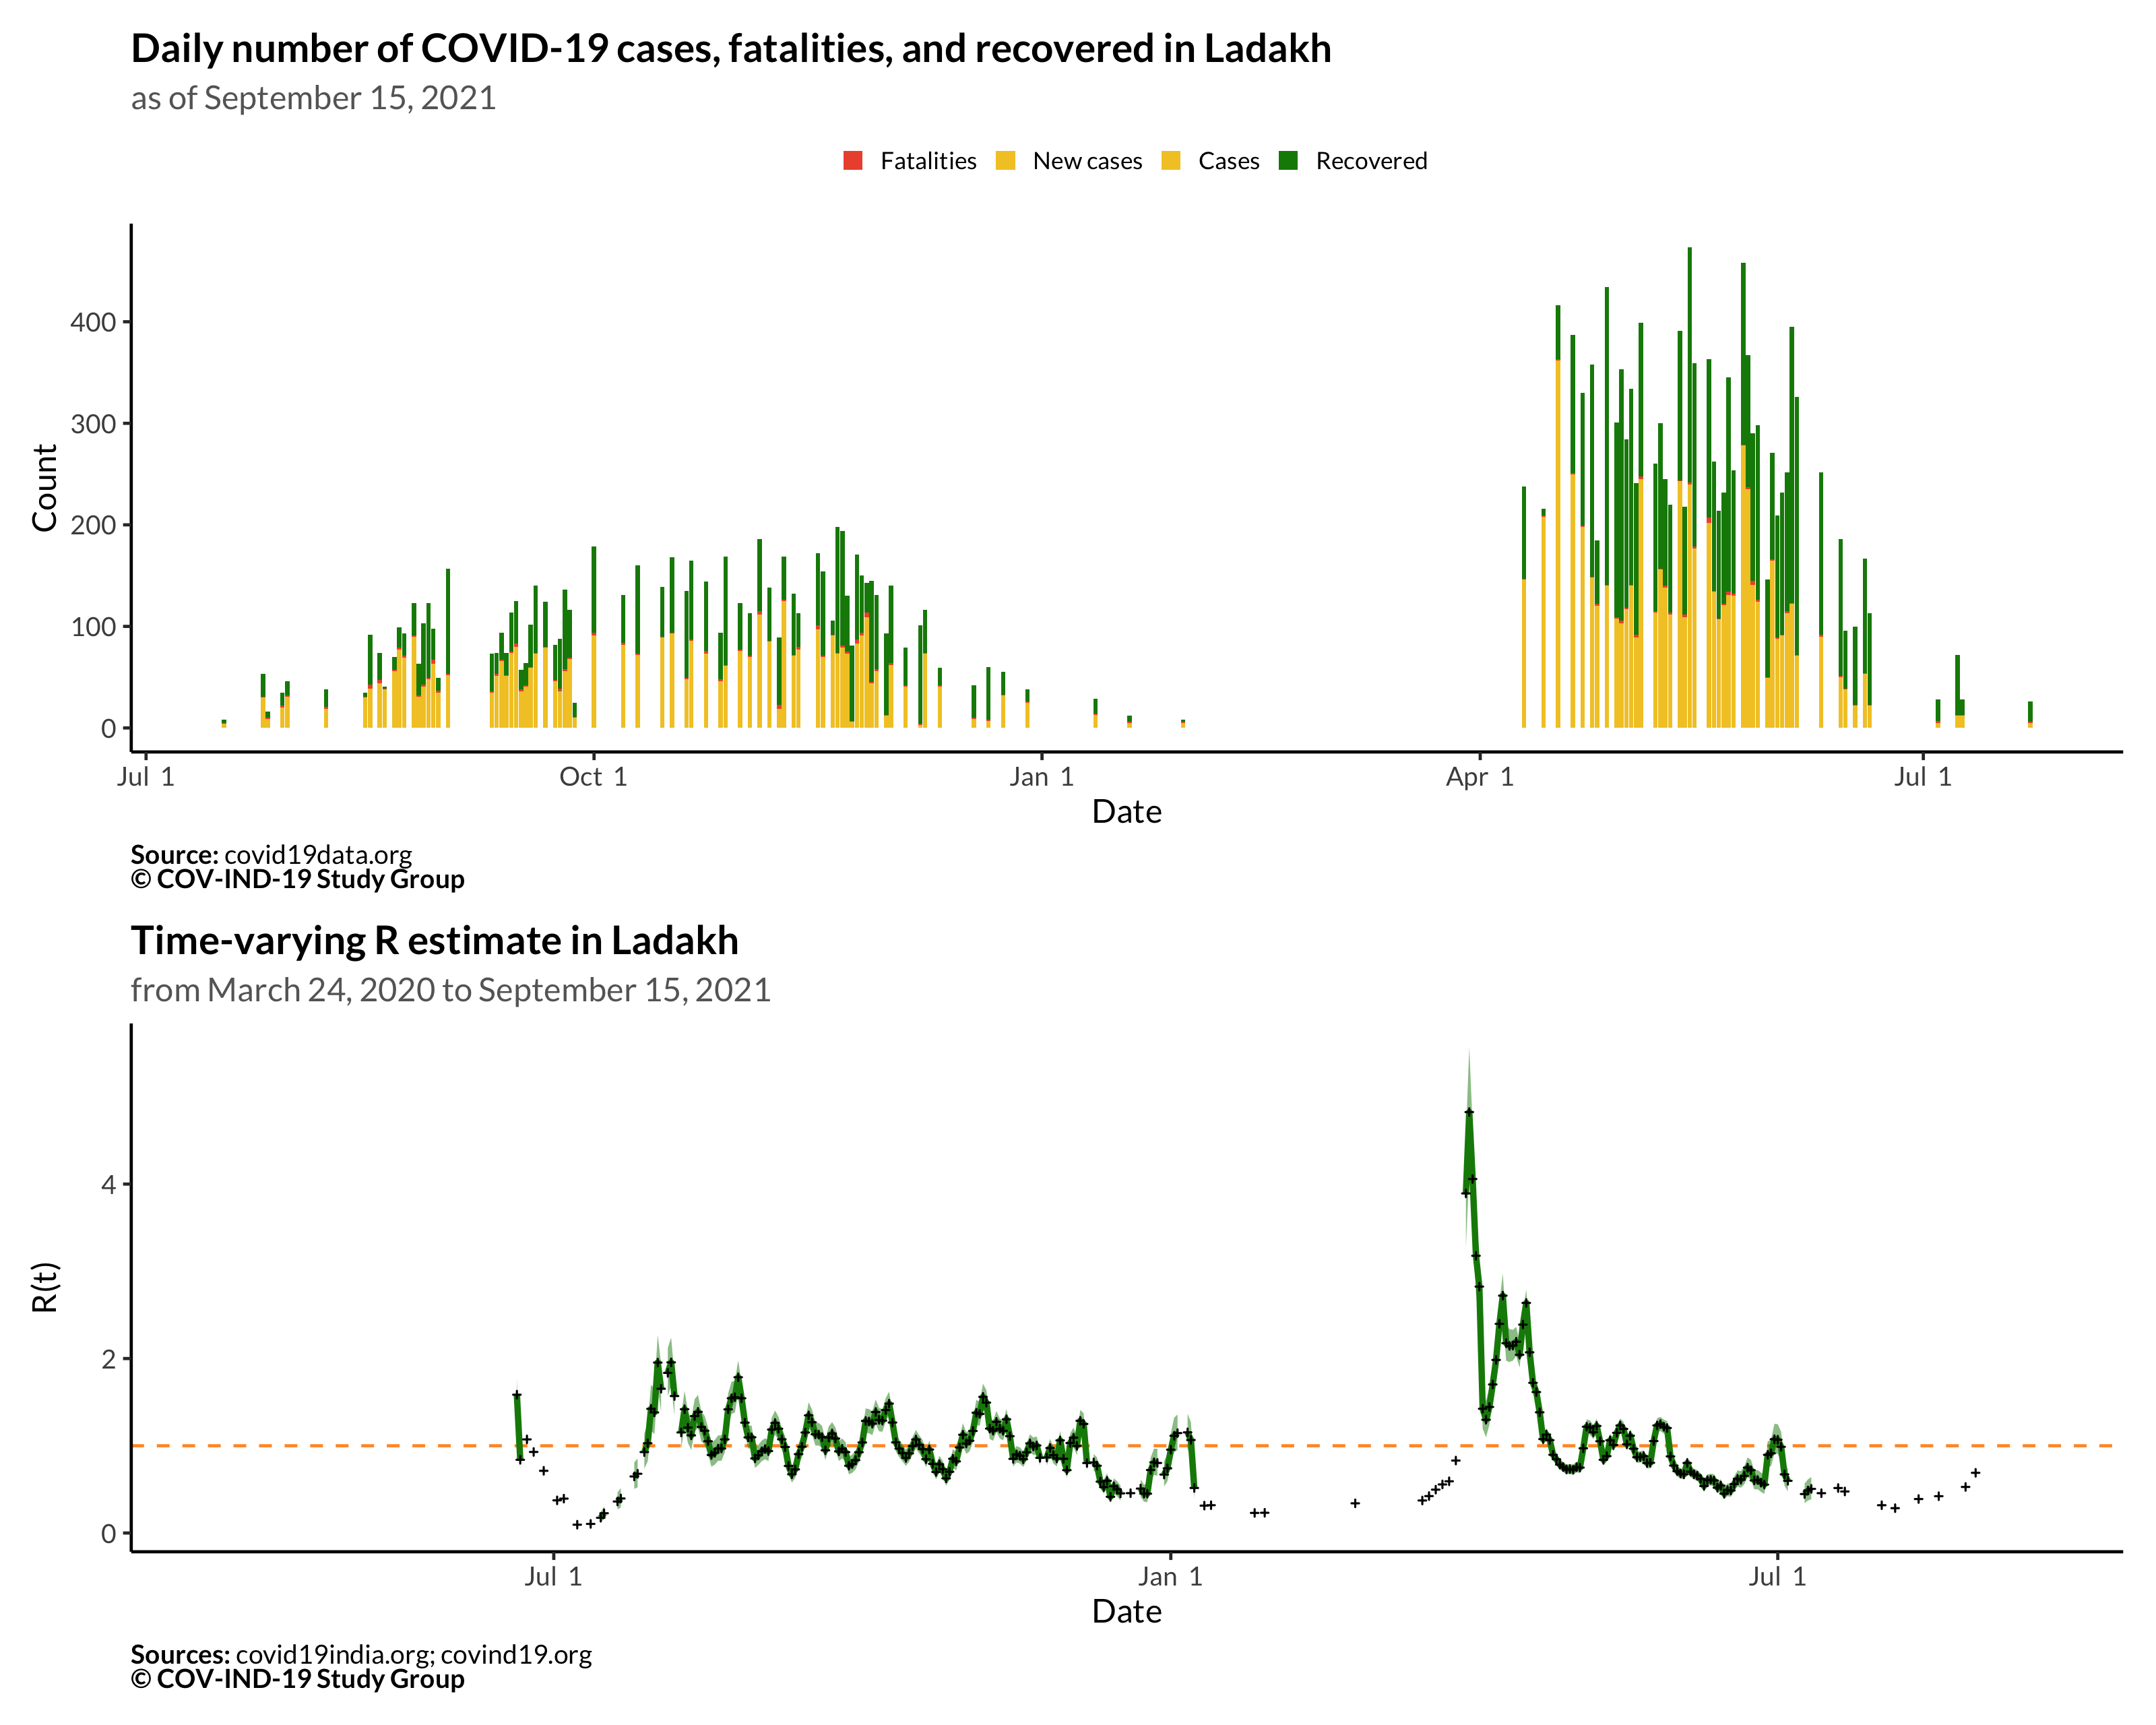 Daily number of COVID-19 cases, fatalities, and recovered in Ladakh
as of September 15, 2021
Fatalities New cases Cases Recovered
Count
400
300
200
100
0
Jul 1 Oct 1 Jan 1 Apr 1 Jul 1
Date
Source: covid19data.org
© COV-IND-19 Study Group
Time-varying R estimate in Ladakh
from March 24, 2020 to September 15, 2021
R(t)
4
2
0
Jul 1 Jan 1 Jul 1
Date
Sources: covid19india.org; covind19.org
© COV-IND-19 Study Group